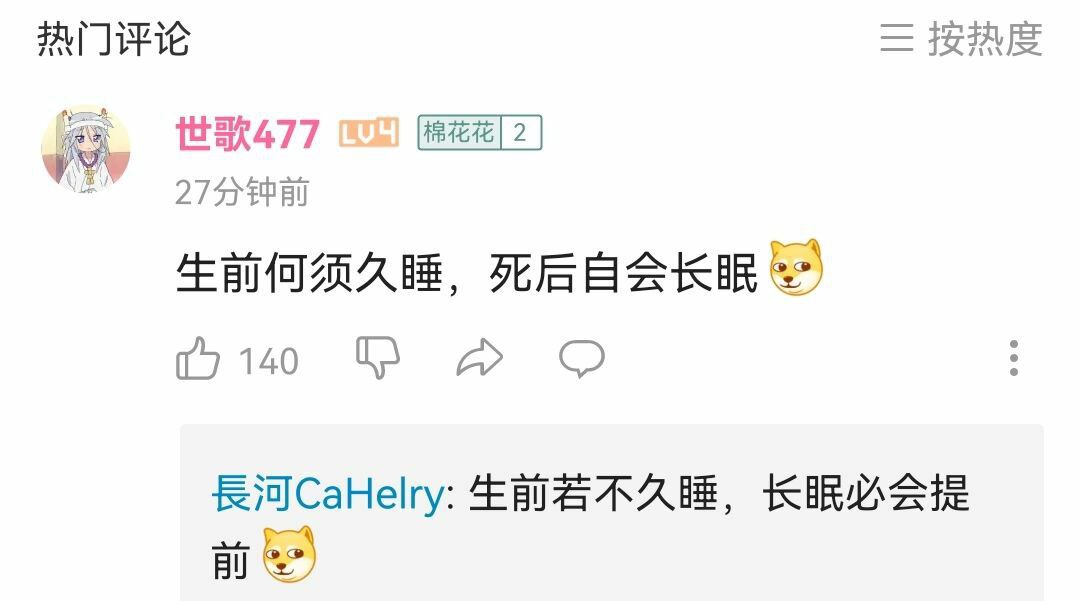 热门评论 按热度
世歌477 LV4 棉花花 2
27分钟前
生前何须久睡，死后自会长眠
140
長河CaHelry: 生前若不久睡，长眠必会提
前